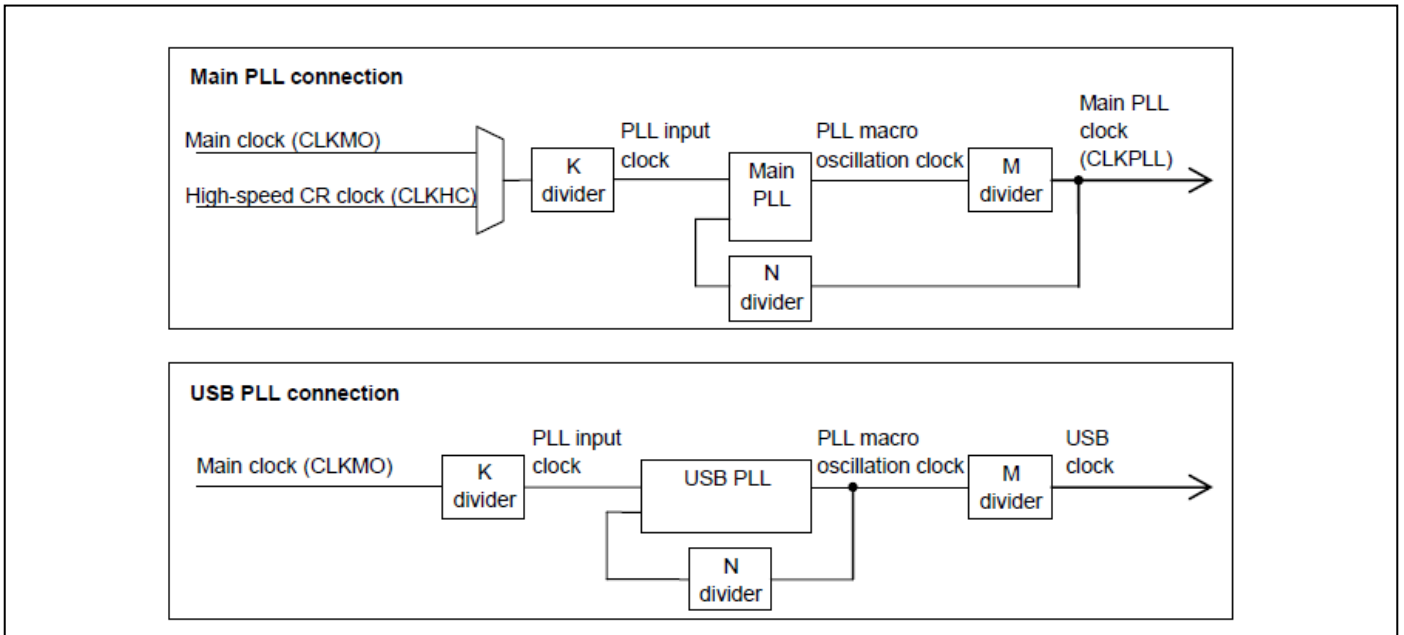 Main PLL connection
Main clock (CLKMO)
High-speed CR clock (CLKHC)
K
divider
PLL input
clock
Main
PLL
PLL macro
oscillation clock
M
divider
Main PLL
clock
(CLKPLL)
N
divider
USB PLL connection
Main clock (CLKMO)
K
divider
PLL input
clock
USB PLL
PLL macro
oscillation clock
M
divider
USB
clock
N
divider